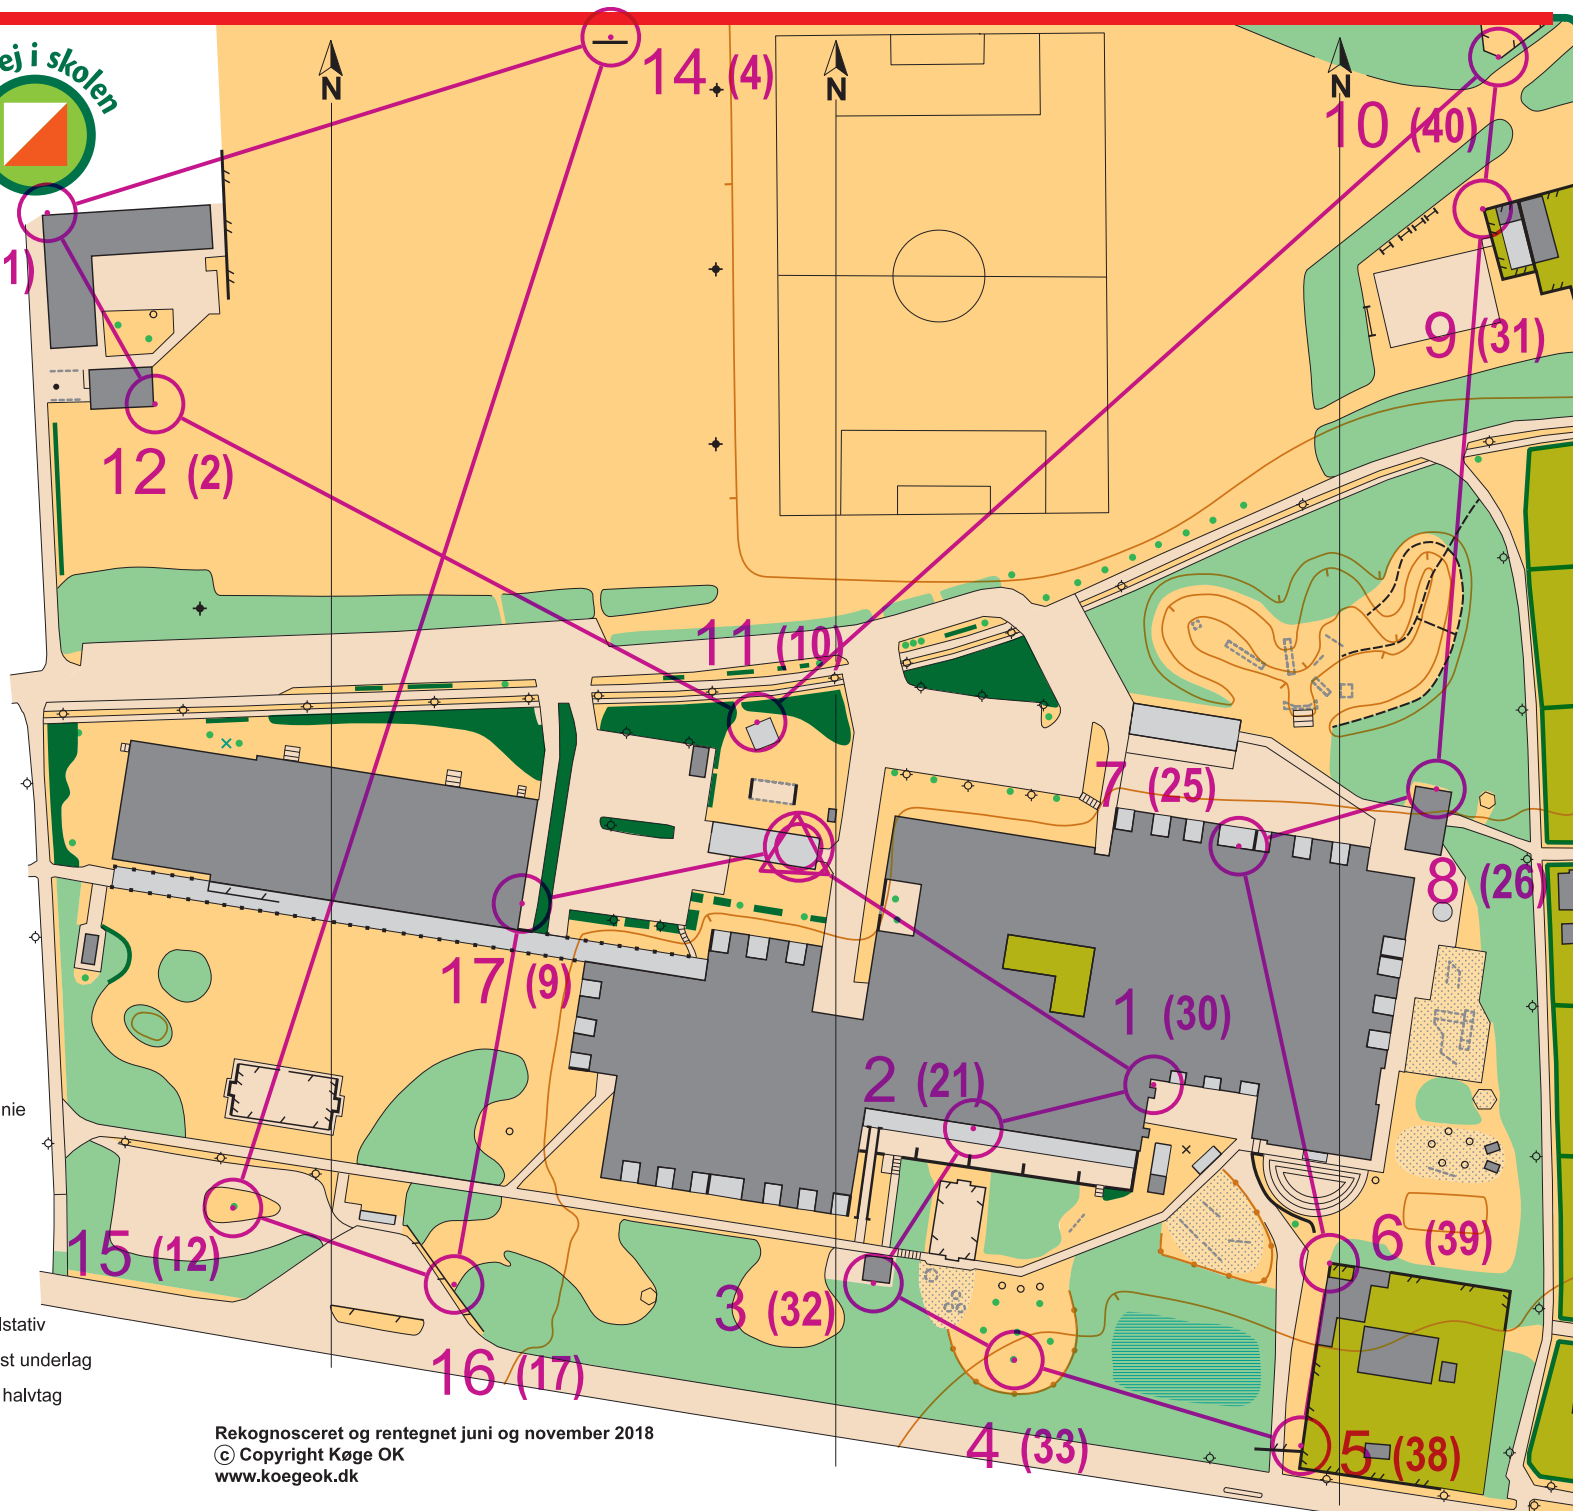 ej i skolen
N
N
N
14 (4)
10 (40)
1)
9 (31)
12 (2)
11 (10)
7 (25)
8 (26)
17 (9)
1 (30)
2 (21)
nie
15 (12)
6 (39)
3 (32)
lstativ
st underlag
16 (17)
halvtag
4 (33)
5 (38)
Rekognosceret og rentegnet juni og november 2018
© Copyright Køge OK
www.koegeok.dk